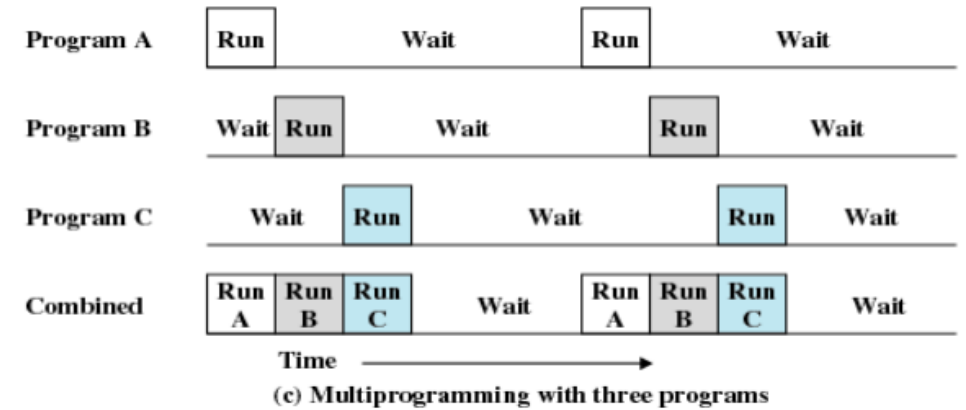 Program A Run Wait Run Wait
Program B Wait Run Wait Run Wait
Program C Wait Run Wait Run Wait
Run Run Run Run Run Run
Combined Wait Wait
A B C A B C
Time
(c) Multiprogramming with three programs